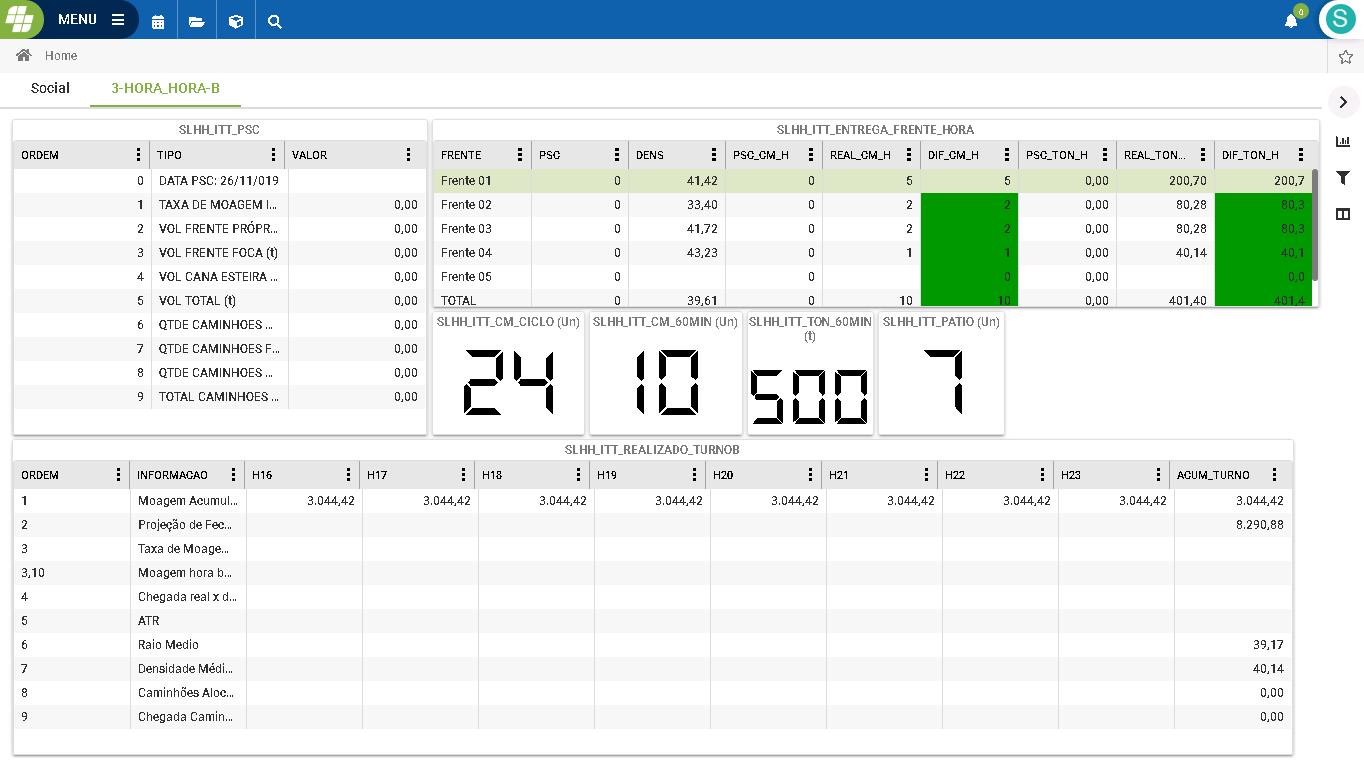 MENU
0
S
Home
Social 3-HORA_HORA-B
SLHH_ITT_PSC
ORDEM TIPO VALOR
0 DATA PSC: 26/11/019
1 TAXA DE MOAGEM I... 0,00
2 VOL FRENTE PRÓPR... 0,00
3 VOL FRENTE FOCA (t) 0,00
4 VOL CANA ESTEIRA ... 0,00
5 VOL TOTAL (t) 0,00
6 QTDE CAMINHOES ... 0,00
7 QTDE CAMINHOES F... 0,00
8 QTDE CAMINHOES ... 0,00
9 TOTAL CAMINHOES ... 0,00
SLHH_ITT_ENTREGA_FRENTE_HORA
FRENTE PSC DENS PSC_CM_H REAL_CM_H DIF_CM_H PSC_TON_H REAL_TON... DIF_TON_H
Frente 01 0 41,42 0 5 5 0,00 200,70 200,7
Frente 02 0 33,40 0 2 2 0,00 80,28 80,3
Frente 03 0 41,72 0 2 2 0,00 80,28 80,3
Frente 04 0 43,23 0 1 1 0,00 40,14 40,1
Frente 05 0 0 0 0,00 0,0
TOTAL 0 39,61 0 10 10 0,00 401,40 401,4
SLHH_ITT_CM_CICLO (Un)
24
SLHH_ITT_CM_60MIN (Un)
10
SLHH_ITT_TON_60MIN
(t)
500
SLHH_ITT_PATIO (Un)
7
SLHH_ITT_REALIZADO_TURNOB
ORDEM INFORMACAO H16 H17 H18 H19 H20 H21 H22 H23 ACUM_TURNO
1 Moagem Acumul... 3.044,42 3.044,42 3.044,42 3.044,42 3.044,42 3.044,42 3.044,42 3.044,42 3.044,42
2 Projeção de Fec... 8.290,88
3 Taxa de Moage...
3,10 Moagem hora b...
4 Chegada real x d...
5 ATR
6 Raio Medio 39,17
7 Densidade Médi... 40,14
8 Caminhões Aloc... 0,00
9 Chegada Camin... 0,00